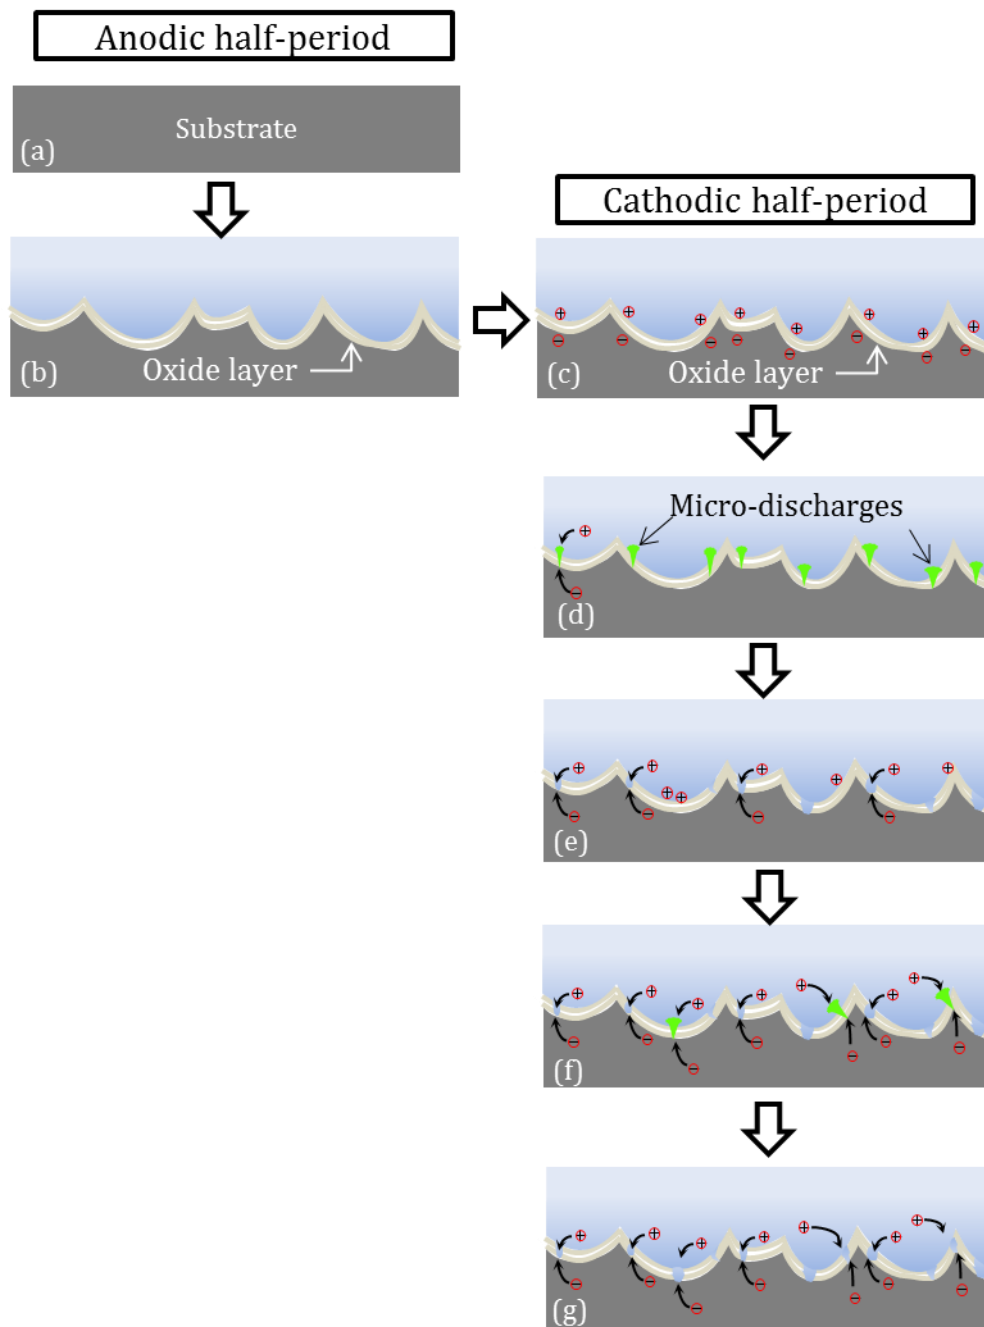 Anodic half-period
Substrate
(a)
Cathodic half-period
(b)
Oxide layer
(c)
Oxide layer
Micro-discharges
(d)
(e)
(f)
(g)